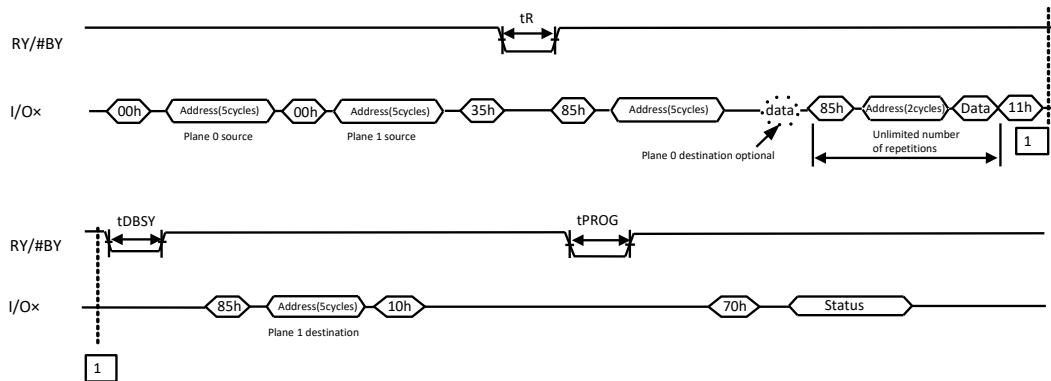 tR
RY/#BY
I/O×
00h
Address(5cycles)
00h
Address(5cycles)
35h
85h
Address(5cycles)
data
85h
Address(2cycles)
Data
11h
Plane 0 source
Plane 1 source
Plane 0 destination optional
Unlimited number
of repetitions
1
tDBSY
tPROG
RY/#BY
I/O×
85h
Address(5cycles)
10h
70h
Status
Plane 1 destination
1